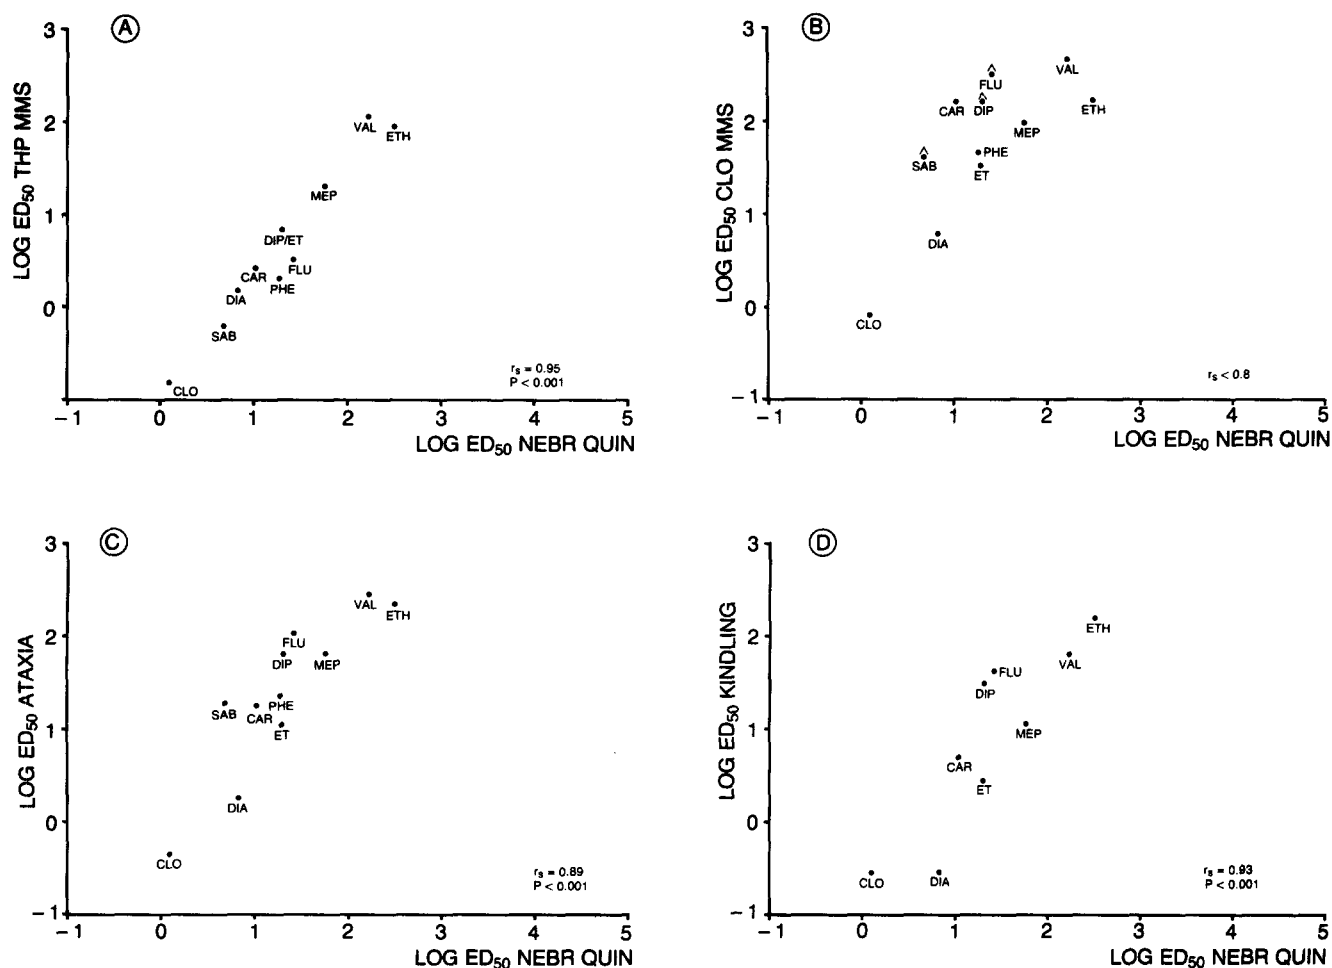 A
LOG ED50 THP MMS
3
2
1
0
VAL
ETH
MEP
DIP/ET
FLU
CAR
PHE
DIA
SAB
CLO
rs = 0.95
P < 0.001
−1 0 1 2 3 4 5
LOG ED50 NEBR QUIN
B
LOG ED50 CLO MMS
3
2
1
0
−1
VAL
^
FLU
^
CAR DIP
ETH
MEP
^
SAB
PHE
ET
DIA
CLO
rs < 0.8
−1 0 1 2 3 4 5
LOG ED50 NEBR QUIN
C
LOG ED50 ATAXIA
3
2
1
0
−1
VAL
ETH
FLU
DIP MEP
SAB CAR PHE
ET
DIA
CLO
rs = 0.89
P < 0.001
−1 0 1 2 3 4 5
LOG ED50 NEBR QUIN
D
LOG ED50 KINDLING
3
2
1
0
−1
ETH
VAL
FLU
DIP
MEP
CAR
ET
CLO DIA
rs = 0.93
P < 0.001
−1 0 1 2 3 4 5
LOG ED50 NEBR QUIN